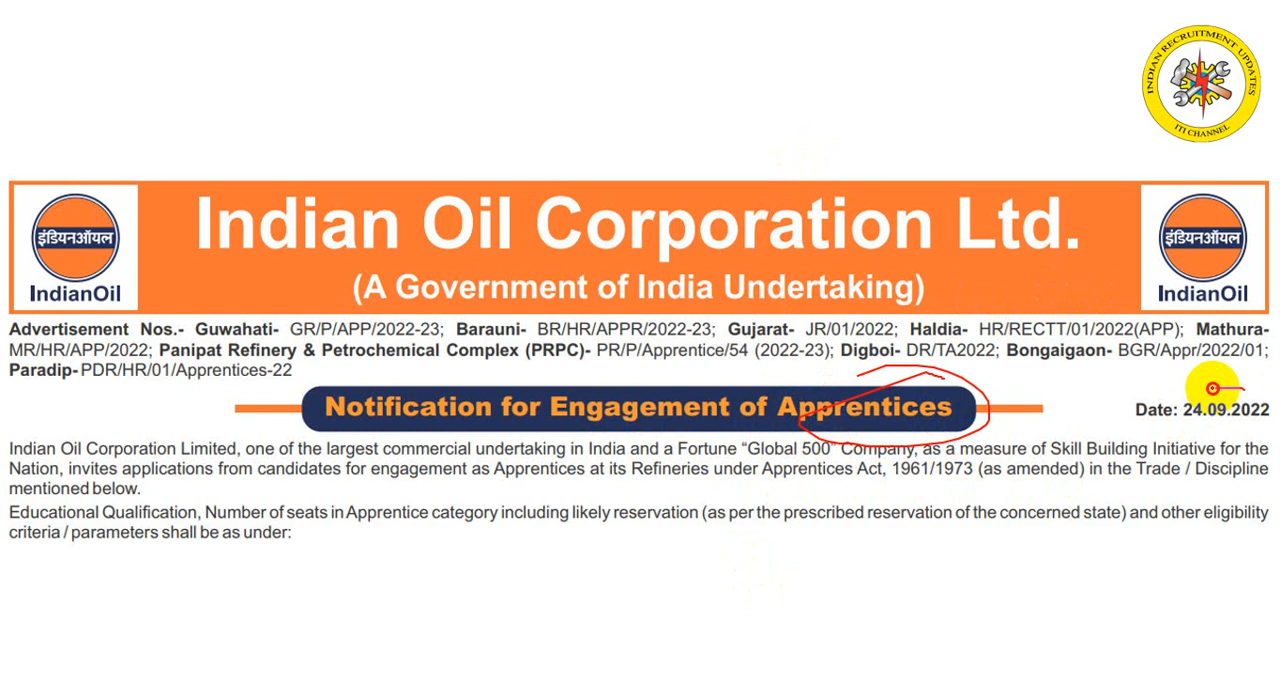 INDIAN RECRUITMENT UPDATES
ITI CHANNEL
इंडियनऑयल
IndianOil
Indian Oil Corporation Ltd.
(A Government of India Undertaking)
इंडियनऑयल
IndianOil
Advertisement Nos.- Guwahati- GR/P/APP/2022-23; Barauni- BR/HR/APPR/2022-23; Gujarat- JR/01/2022; Haldia- HR/RECTT/01/2022(APP); Mathura-
MR/HR/APP/2022; Panipat Refinery & Petrochemical Complex (PRPC)- PR/P/Apprentice/54 (2022-23); Digboi- DR/TA2022; Bongaigaon- BGR/Appr/2022/01;
Paradip- PDR/HR/01/Apprentices-22
Notification for Engagement of Apprentices
Date: 24.09.2022
Indian Oil Corporation Limited, one of the largest commercial undertaking in India and a Fortune “Global 500” Company, as a measure of Skill Building Initiative for the
Nation, invites applications from candidates for engagement as Apprentices at its Refineries under Apprentices Act, 1961/1973 (as amended) in the Trade / Discipline
mentioned below.
Educational Qualification, Number of seats in Apprentice category including likely reservation (as per the prescribed reservation of the concerned state) and other eligibility
criteria / parameters shall be as under: